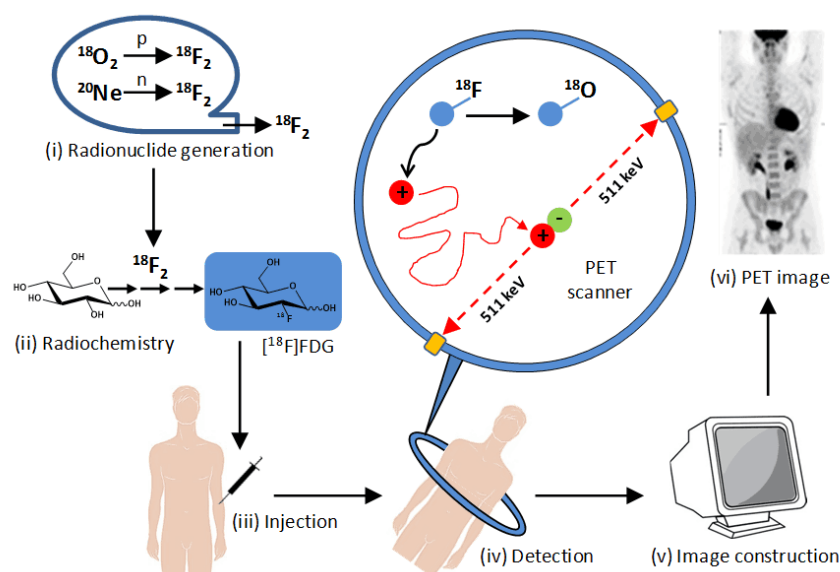 ¹⁸O₂ p ¹⁸F₂
²⁰Ne n ¹⁸F₂
¹⁸F₂
(i) Radionuclide generation
OH
HO
HO
O
OH
OH
¹⁸F₂
OH
HO
HO
O
OH
¹⁸F
(ii) Radiochemistry
[¹⁸F]FDG
(iii) Injection
¹⁸F
¹⁸O
+
-
+
511 keV
511 keV
PET
scanner
(iv) Detection
(v) Image construction
(vi) PET image